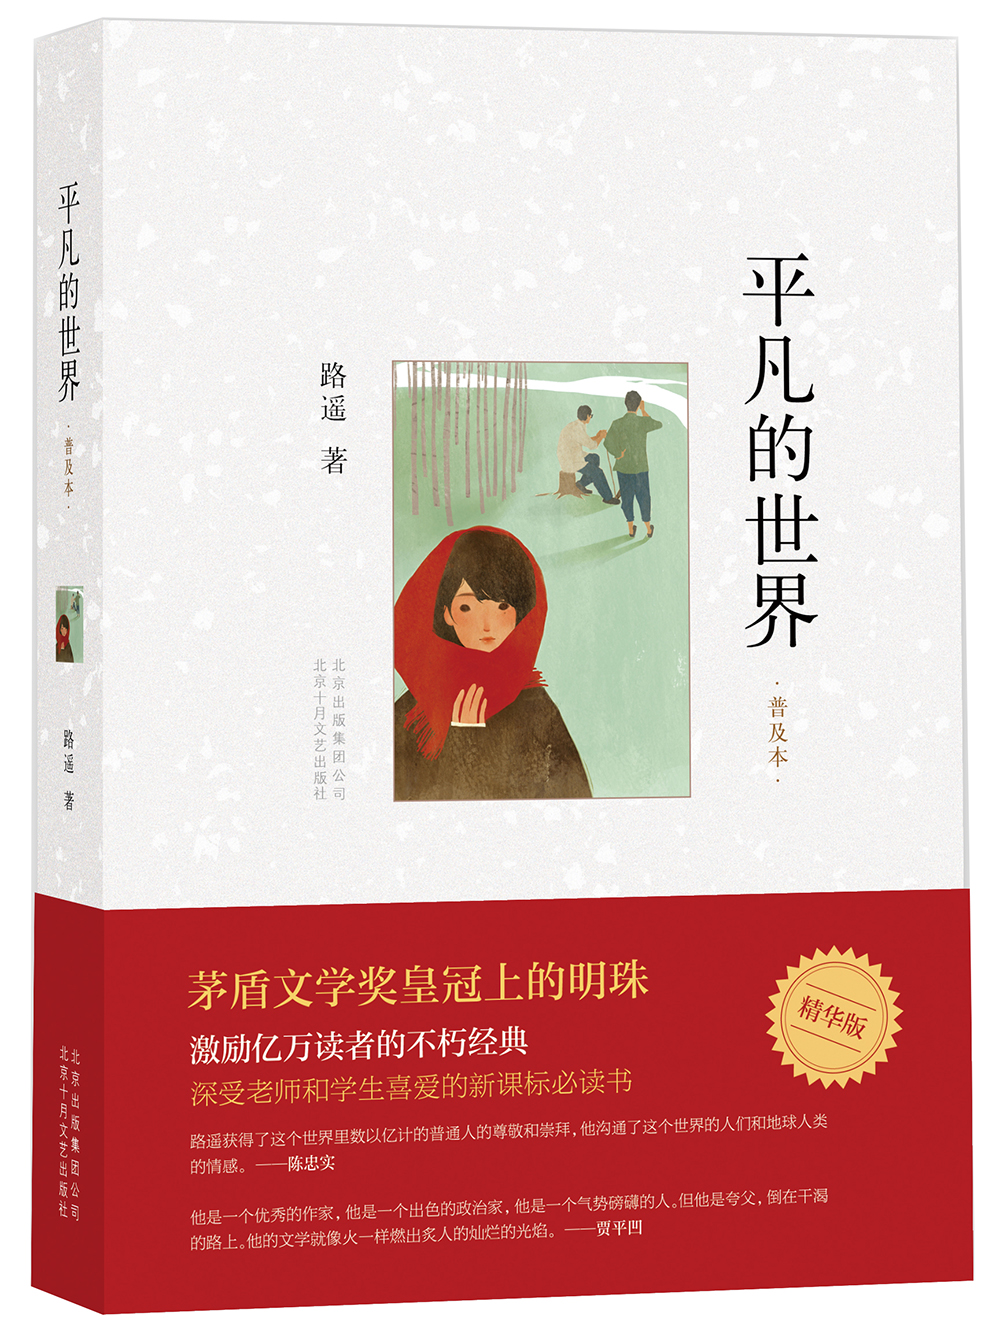 平凡的世界
·普及本·
路遥 著
北京出版集团公司
北京十月文艺出版社
平凡的世界
·普及本·
路遥 著
北京出版集团公司
北京十月文艺出版社
茅盾文学奖皇冠上的明珠
激励亿万读者的不朽经典
深受老师和学生喜爱的新课标必读书
精华版
路遥获得了这个世界里数以亿计的普通人的尊敬和崇拜，他沟通了这个世界的人们和地球人类
的情感。——陈忠实
他是一个优秀的作家，他是一个出色的政治家，他是一个气势磅礴的人。但他是夸父，倒在干渴
的路上。他的文学就像火一样燃出炙人的灿烂的光焰。——贾平凹